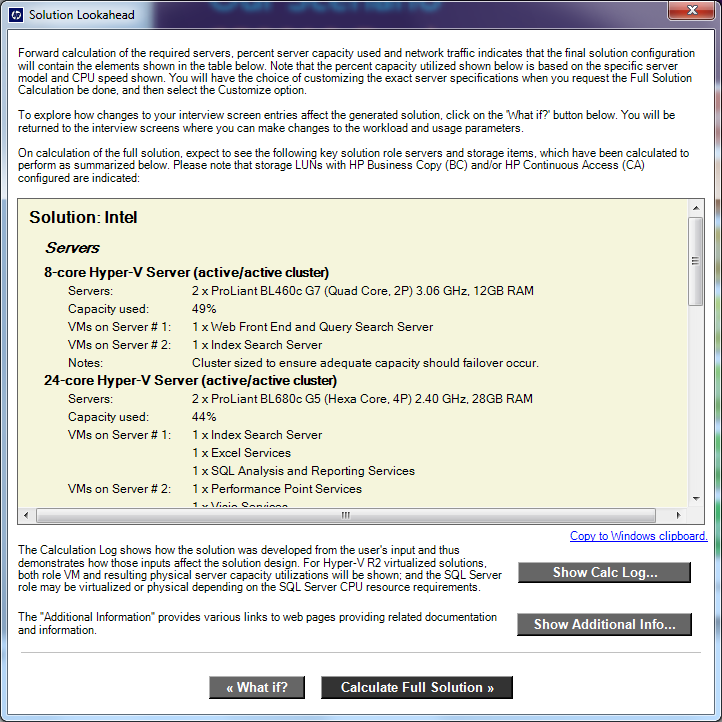 Our Scenario
Solution Lookahead
Forward calculation of the required servers, percent server capacity used and network traffic indicates that the final solution configuration
will contain the elements shown in the table below. Note that the percent capacity utilized shown below is based on the specific server
model and CPU speed shown. You will have the choice of customizing the exact server specifications when you request the Full Solution
Calculation be done, and then select the Customize option.
To explore how changes to your interview screen entries affect the generated solution, click on the 'What if?' button below. You will be
returned to the interview screens where you can make changes to the workload and usage parameters.
On calculation of the full solution, expect to see the following key solution role servers and storage items, which have been calculated to
perform as summarized below. Please note that storage LUNs with HP Business Copy (BC) and/or HP Continuous Access (CA)
configured are indicated:
Solution: Intel
Servers
8-core Hyper-V Server (active/active cluster)
Servers: 2 x ProLiant BL460c G7 (Quad Core, 2P) 3.06 GHz, 12GB RAM
Capacity used: 49%
VMs on Server # 1: 1 x Web Front End and Query Search Server
VMs on Server # 2: 1 x Index Search Server
Notes: Cluster sized to ensure adequate capacity should failover occur.
24-core Hyper-V Server (active/active cluster)
Servers: 2 x ProLiant BL680c G5 (Hexa Core, 4P) 2.40 GHz, 28GB RAM
Capacity used: 44%
VMs on Server # 1: 1 x Index Search Server
1 x Excel Services
1 x SQL Analysis and Reporting Services
VMs on Server # 2: 1 x Performance Point Services
1 x Visio Services
Copy to Windows clipboard.
The Calculation Log shows how the solution was developed from the user's input and thus
demonstrates how those inputs affect the solution design. For Hyper-V R2 virtualized solutions,
both role VM and resulting physical server capacity utilizations will be shown; and the SQL Server
role may be virtualized or physical depending on the SQL Server CPU resource requirements.
Show Calc Log...
The "Additional Information" provides various links to web pages providing related documentation
and information.
Show Additional Info...
« What if?
Calculate Full Solution »